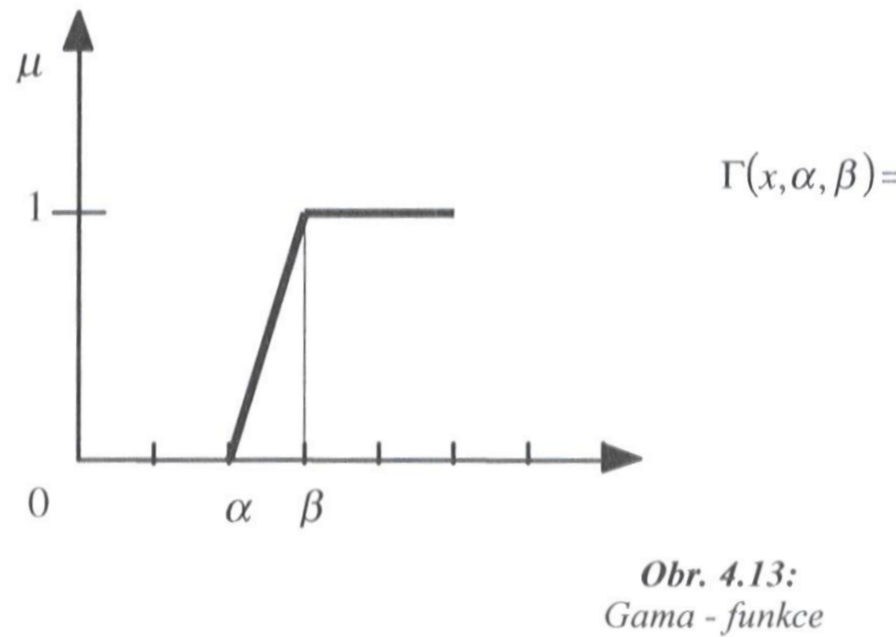 μ
Γ(x, α, β)=
1
0
α β
Obr. 4.13:
Gama - funkce